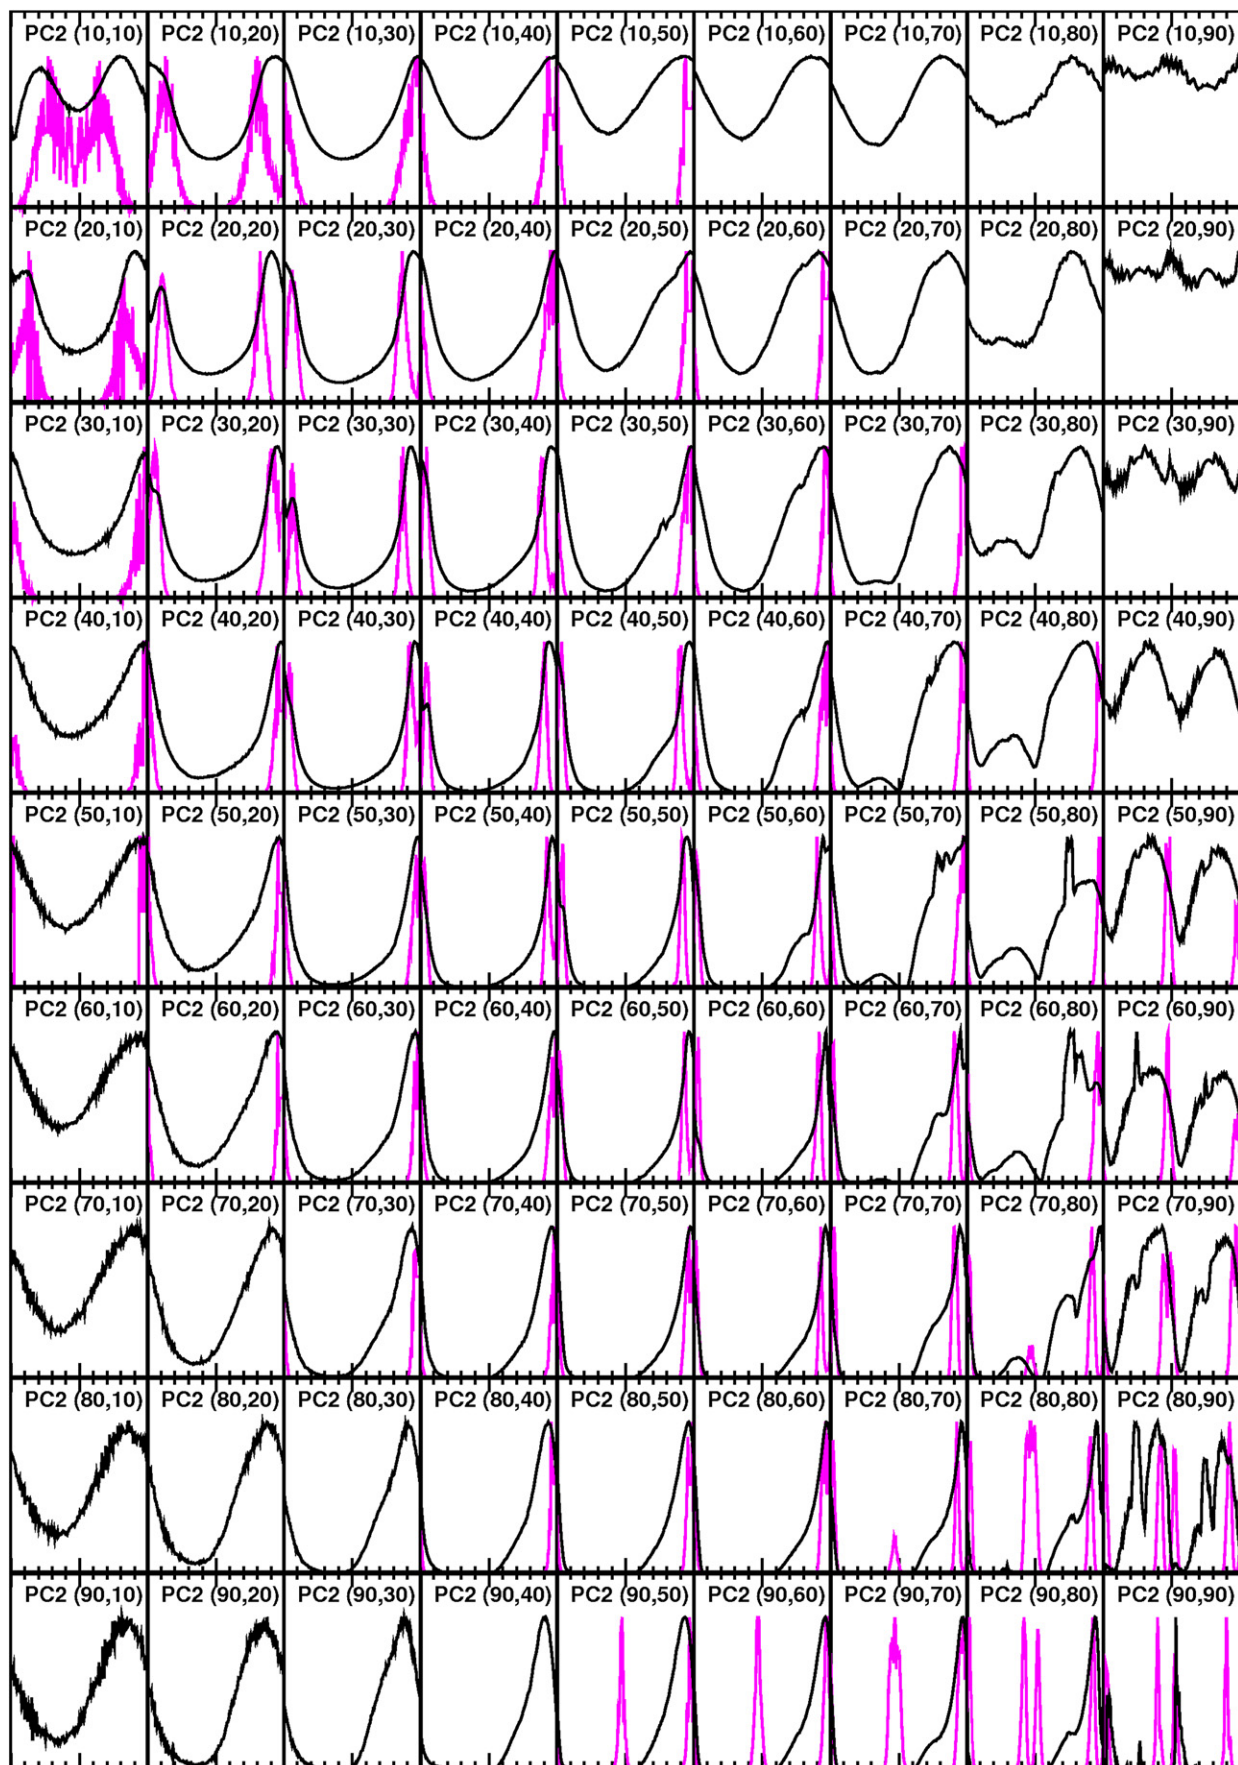 PC2 (10,10) PC2 (10,20) PC2 (10,30) PC2 (10,40) PC2 (10,50) PC2 (10,60) PC2 (10,70) PC2 (10,80) PC2 (10,90)
PC2 (20,10) PC2 (20,20) PC2 (20,30) PC2 (20,40) PC2 (20,50) PC2 (20,60) PC2 (20,70) PC2 (20,80) PC2 (20,90)
PC2 (30,10) PC2 (30,20) PC2 (30,30) PC2 (30,40) PC2 (30,50) PC2 (30,60) PC2 (30,70) PC2 (30,80) PC2 (30,90)
PC2 (40,10) PC2 (40,20) PC2 (40,30) PC2 (40,40) PC2 (40,50) PC2 (40,60) PC2 (40,70) PC2 (40,80) PC2 (40,90)
PC2 (50,10) PC2 (50,20) PC2 (50,30) PC2 (50,40) PC2 (50,50) PC2 (50,60) PC2 (50,70) PC2 (50,80) PC2 (50,90)
PC2 (60,10) PC2 (60,20) PC2 (60,30) PC2 (60,40) PC2 (60,50) PC2 (60,60) PC2 (60,70) PC2 (60,80) PC2 (60,90)
PC2 (70,10) PC2 (70,20) PC2 (70,30) PC2 (70,40) PC2 (70,50) PC2 (70,60) PC2 (70,70) PC2 (70,80) PC2 (70,90)
PC2 (80,10) PC2 (80,20) PC2 (80,30) PC2 (80,40) PC2 (80,50) PC2 (80,60) PC2 (80,70) PC2 (80,80) PC2 (80,90)
PC2 (90,10) PC2 (90,20) PC2 (90,30) PC2 (90,40) PC2 (90,50) PC2 (90,60) PC2 (90,70) PC2 (90,80) PC2 (90,90)